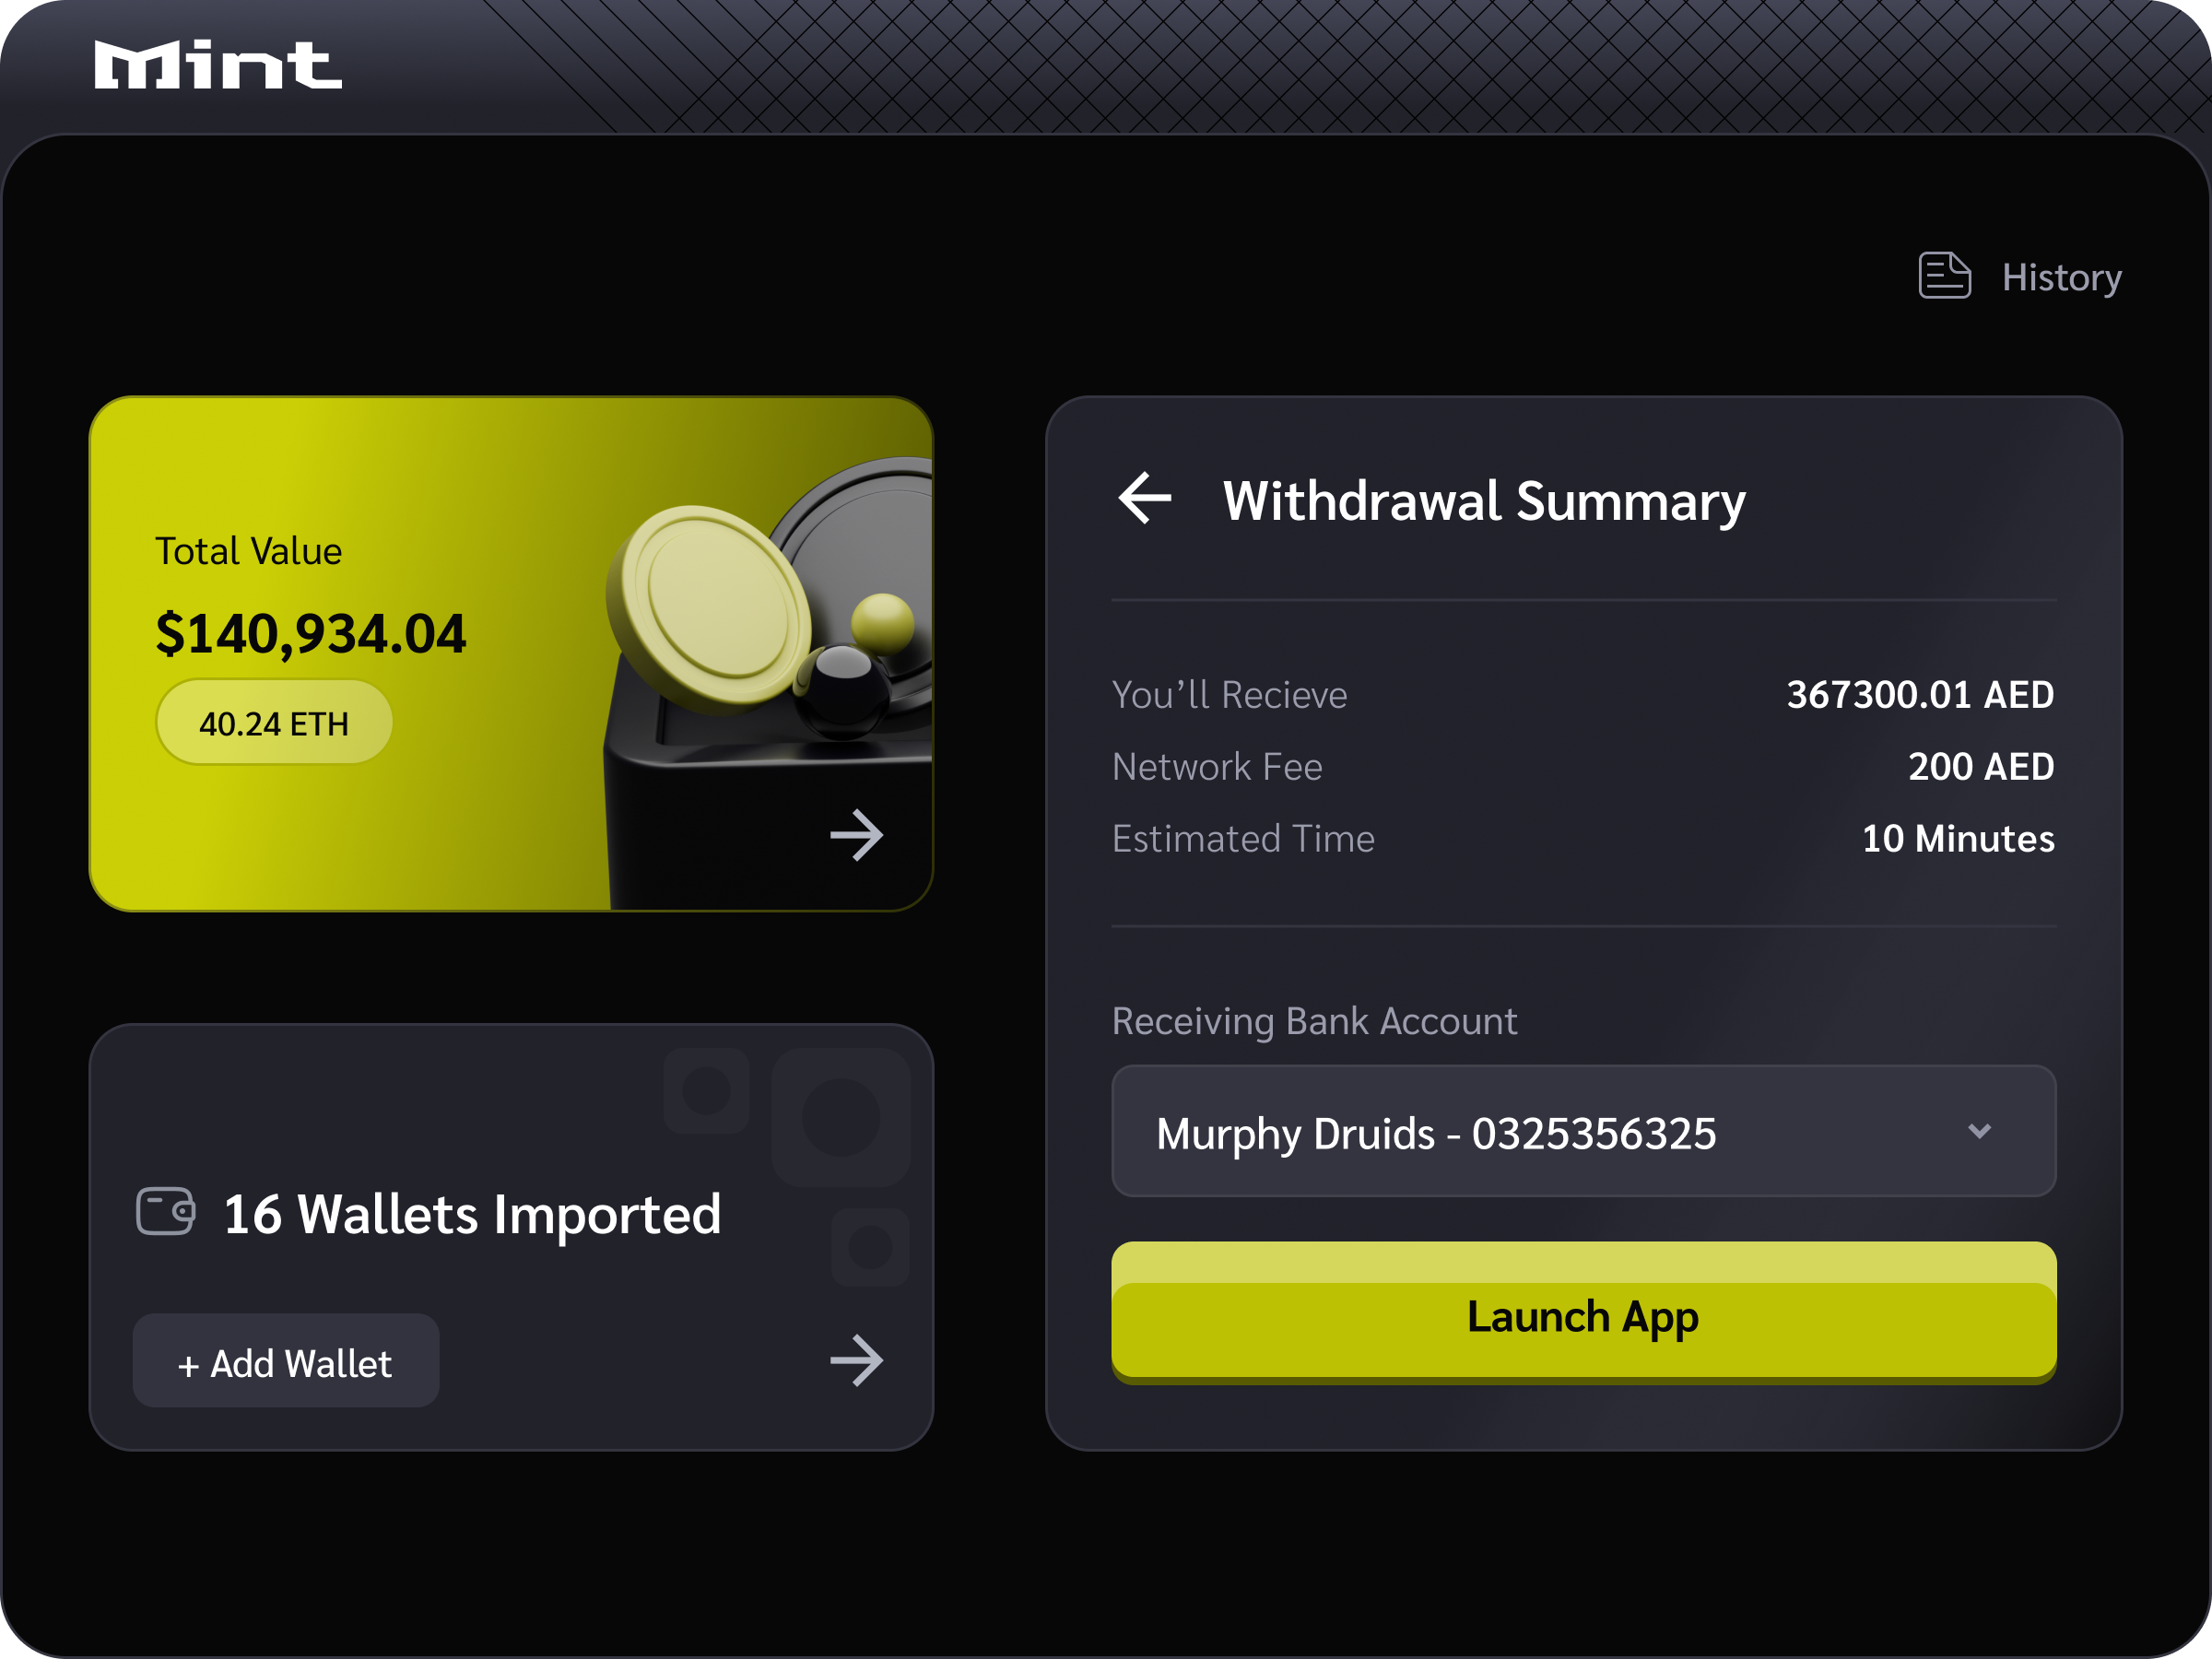 Mint
History
Total Value
$140,934.04
40.24 ETH
16 Wallets Imported
+ Add Wallet
Withdrawal Summary
You’ll Recieve
367300.01 AED
Network Fee
200 AED
Estimated Time
10 Minutes
Receiving Bank Account
Murphy Druids - 0325356325
Launch App